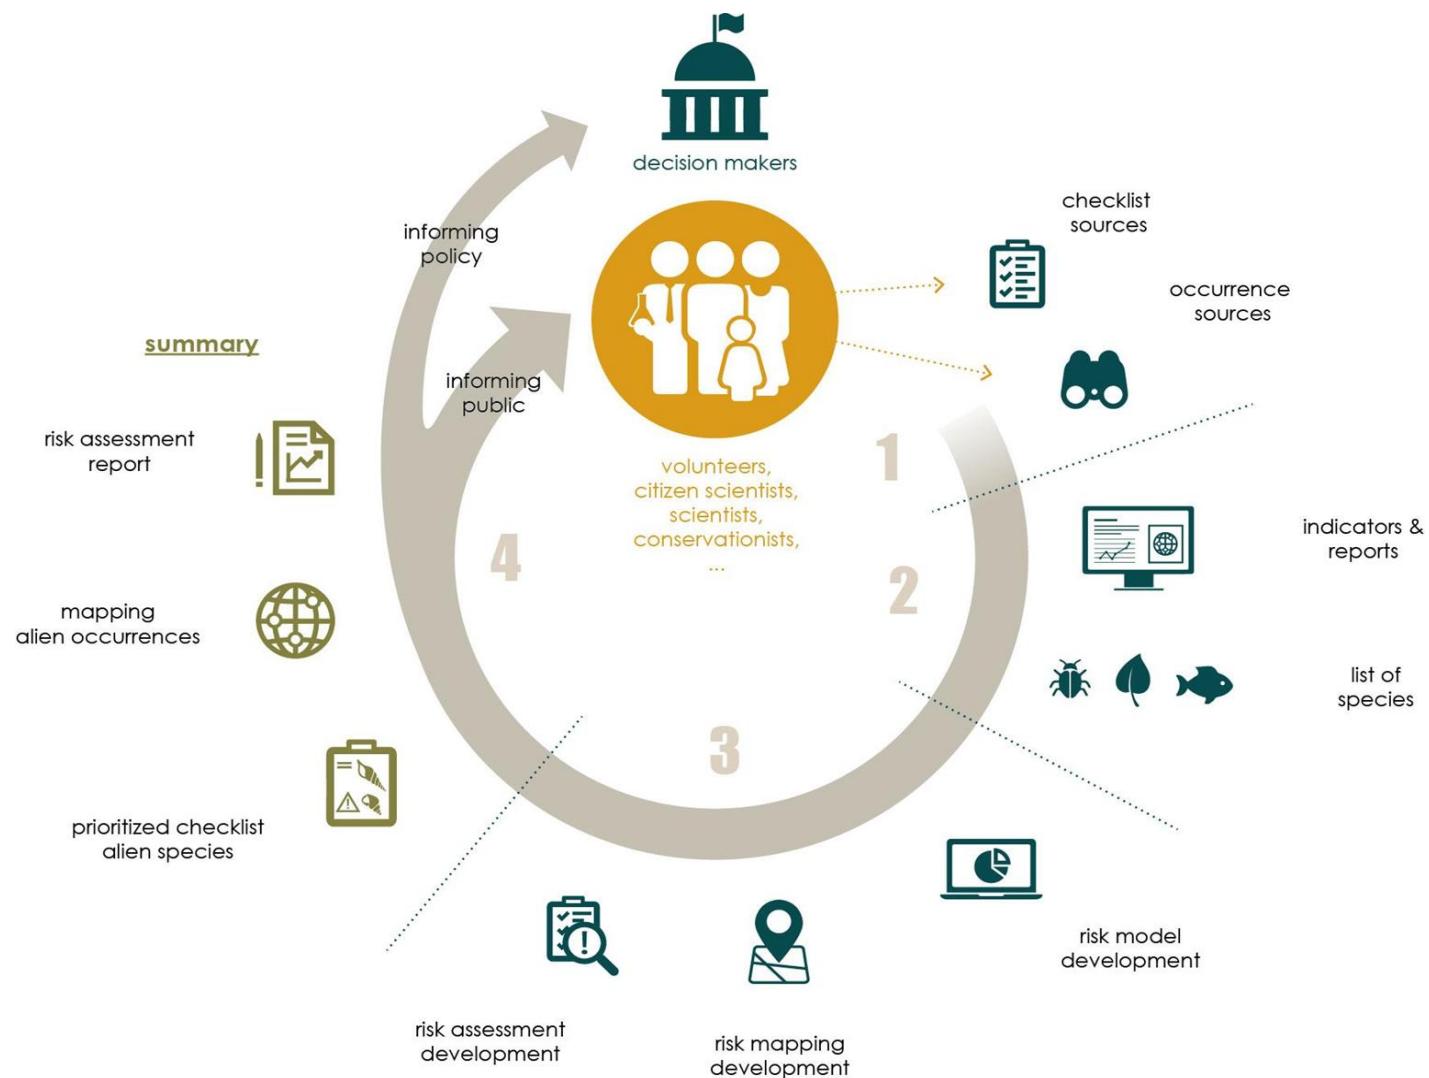 decision makers
checklist
sources
occurrence
sources
informing
policy
informing
public
summary
risk assessment
report
mapping
alien occurrences
prioritized checklist
alien species
volunteers,
citizen scientists,
scientists,
conservationists,
...
1
2
3
4
indicators &
reports
list of
species
risk model
development
risk mapping
development
risk assessment
development